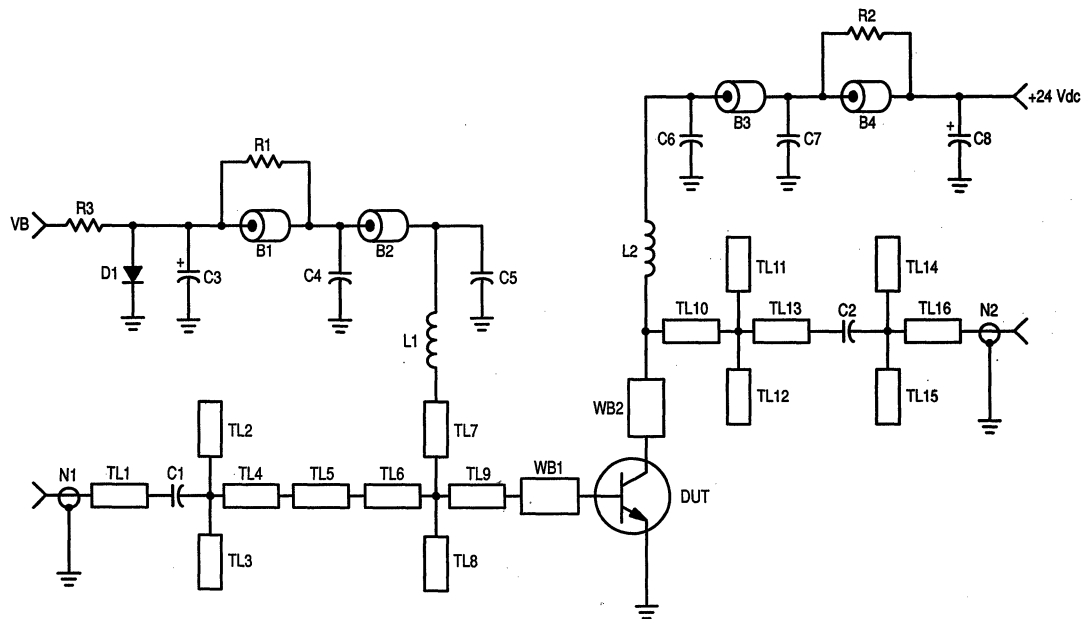 R2
+24 Vdc
B3
B4
C6
C7
+
C8
R1
R3
VB
B1
B2
L2
D1
+
C3
C4
C5
TL11
TL14
TL10
TL13
C2
TL16
N2
L1
TL12
TL15
WB2
TL2
TL7
N1
TL1
C1
TL4
TL5
TL6
TL9
WB1
DUT
TL3
TL8